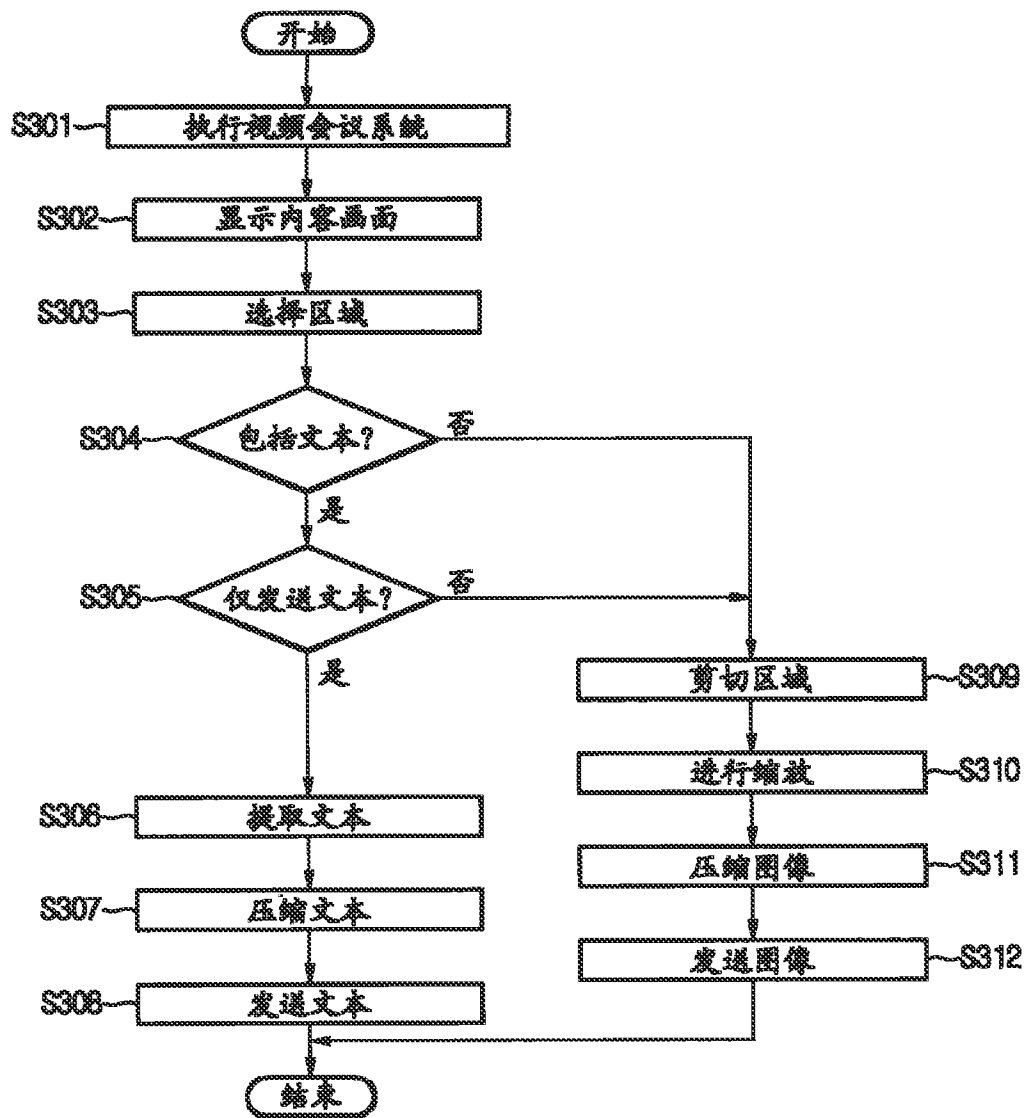 开始
S301 执行视频会议系统
S302 显示内容画面
S303 选择区域
S304 包括文本? 否
是
S305 仅发送文本? 否
是
剪切区域 S309
进行缩放 S310
S306 提取文本
压缩图像 S311
S307 压缩文本
发送图像 S312
S308 发送文本
结束